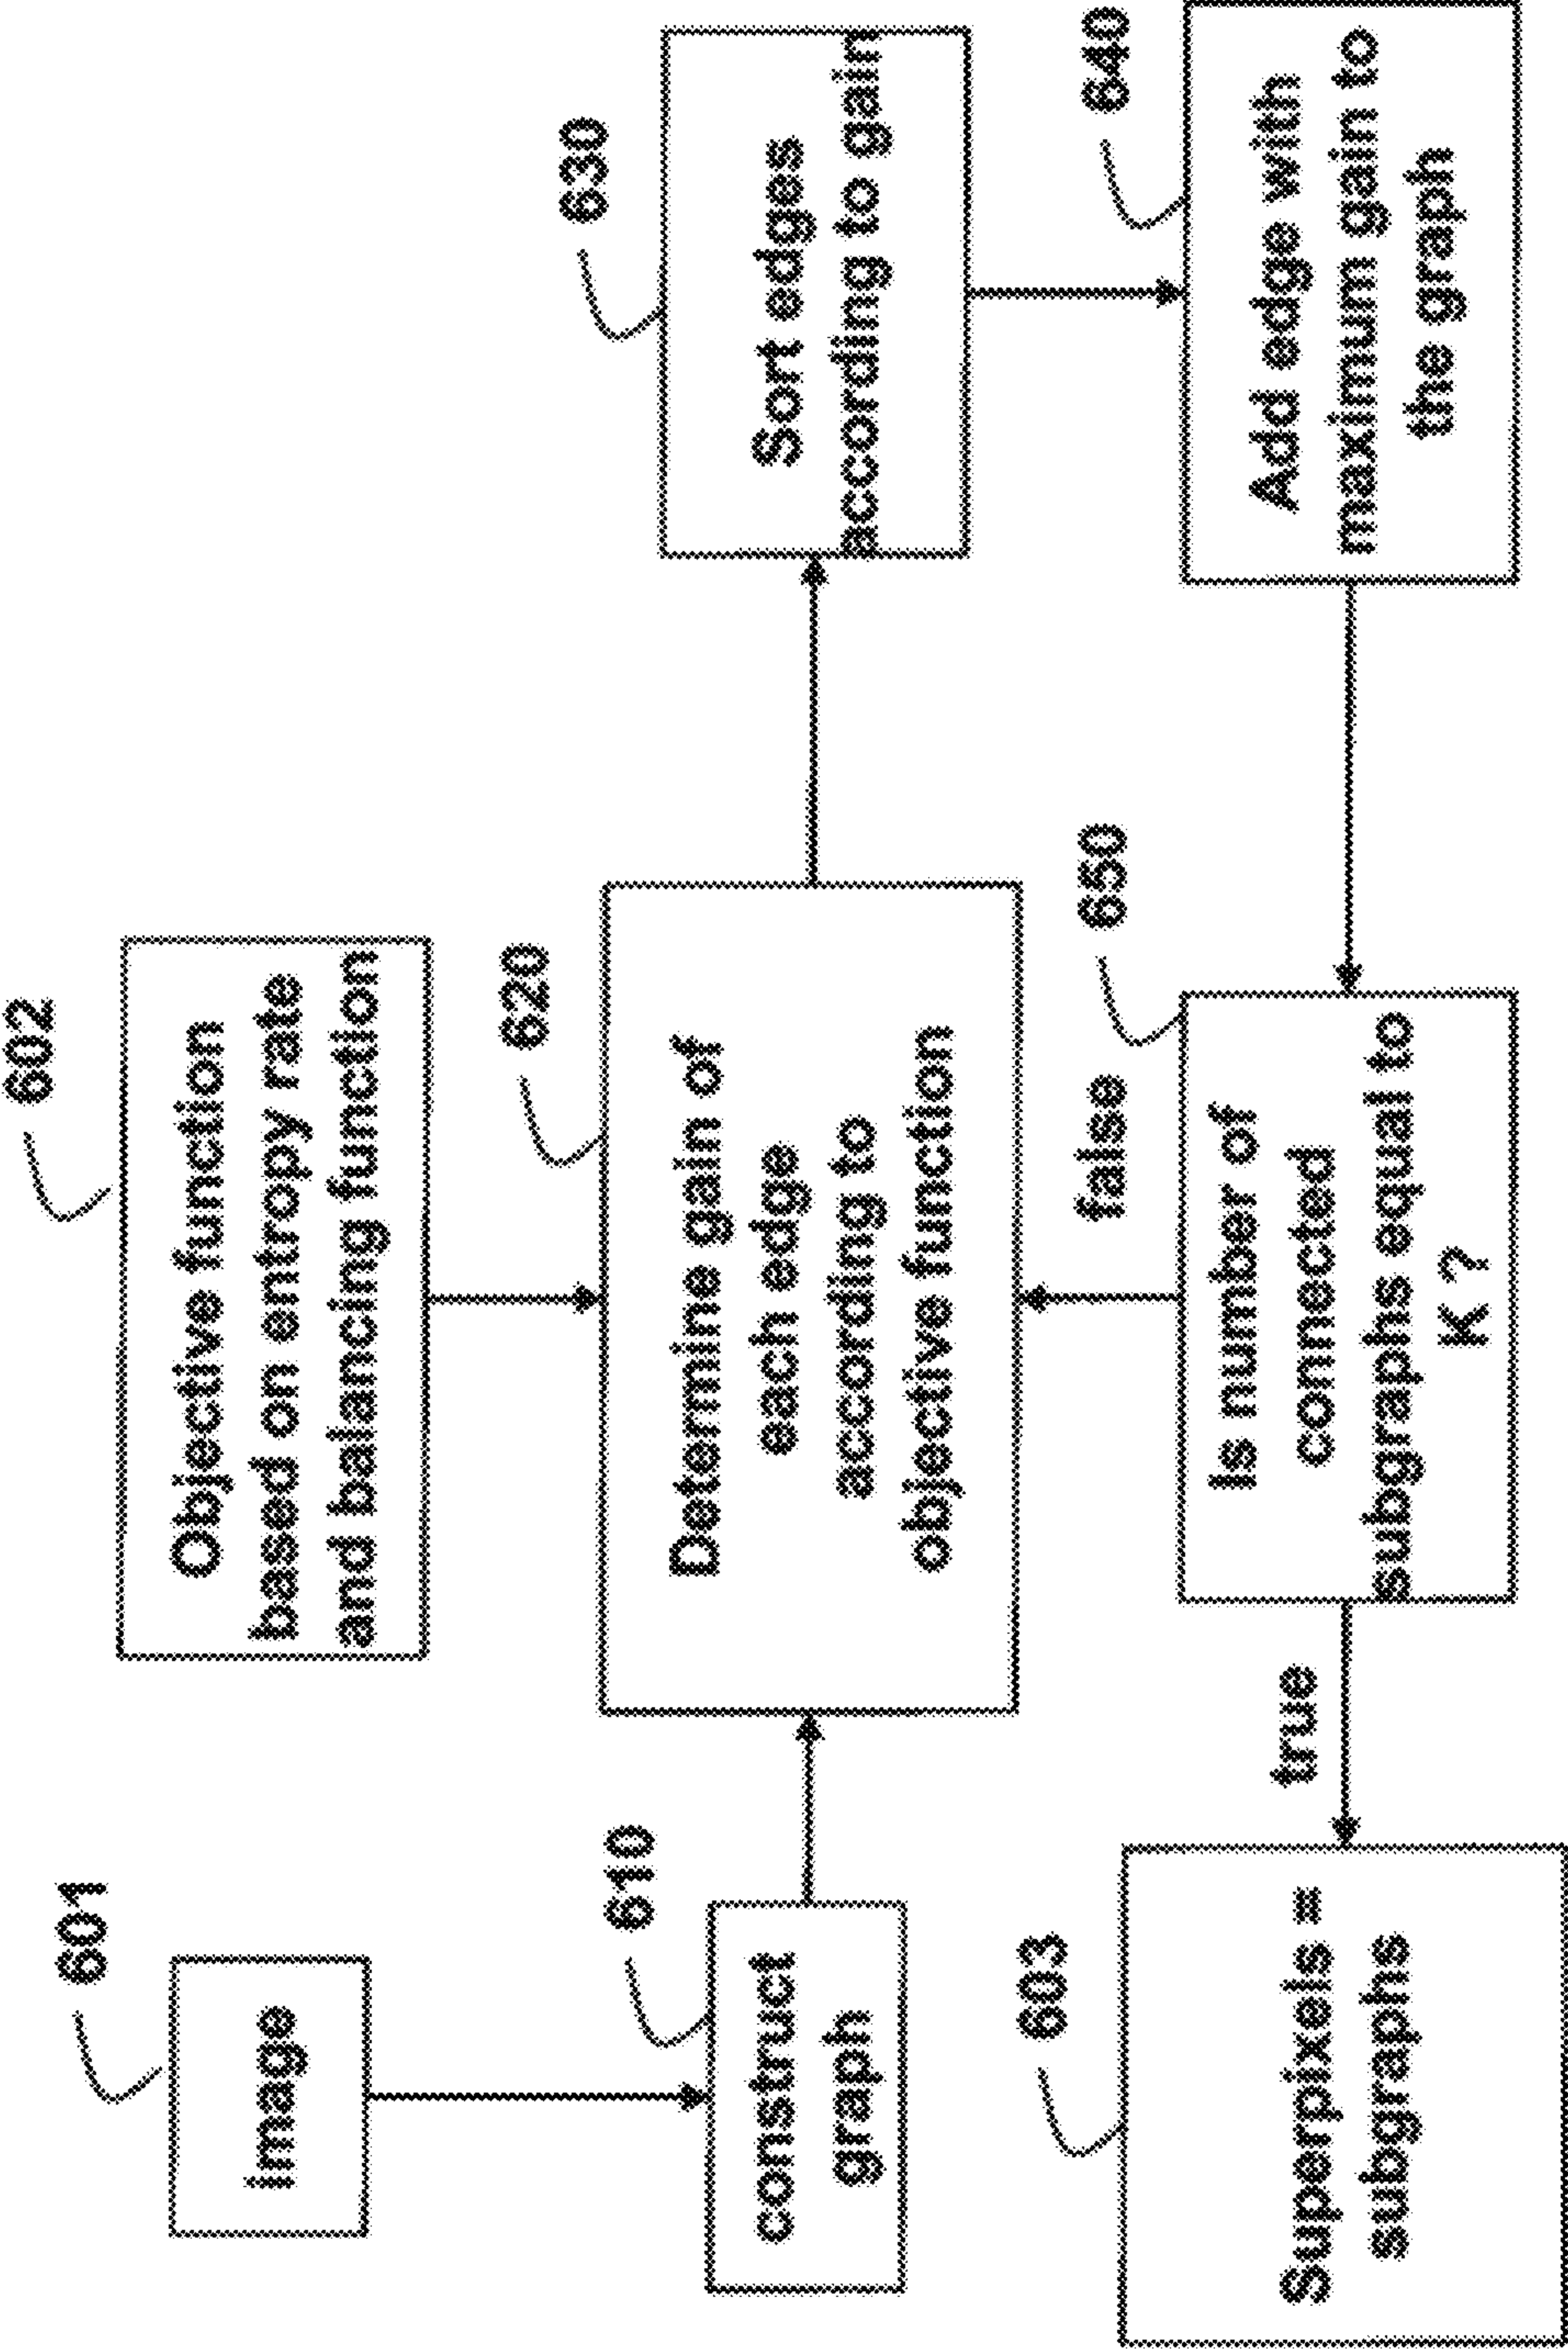 601
image
602
Objective function
based on entropy rate
and balancing function
610
construct
graph
620
Determine gain of
each edge
according to
objective function
630
Sort edges
according to gain
640
Add edge with
maximum gain to
the graph
650
Is number of
connected
subgraphs equal to
K ?
false
true
603
Superpixels =
subgraphs